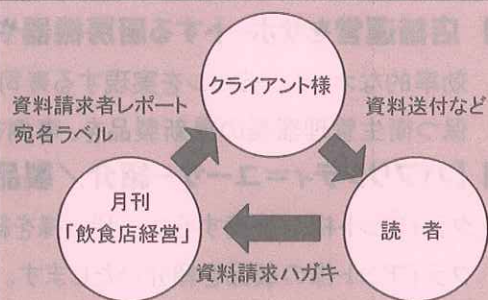 クライアント様
資料請求者レポート
宛名ラベル
資料送付など
月刊
「飲食店経営」
読者
資料請求ハガキ